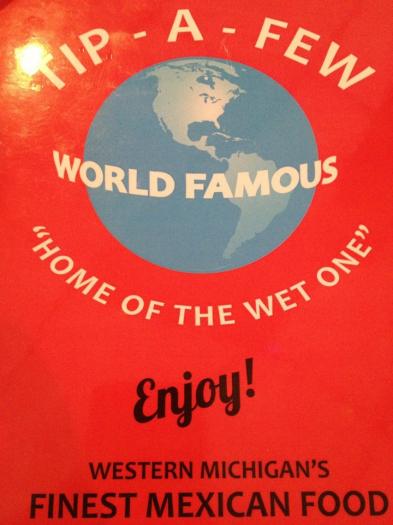 TIP - A - FEW
WORLD FAMOUS
“HOME OF THE WET ONE”
Enjoy!
WESTERN MICHIGAN'S
FINEST MEXICAN FOOD